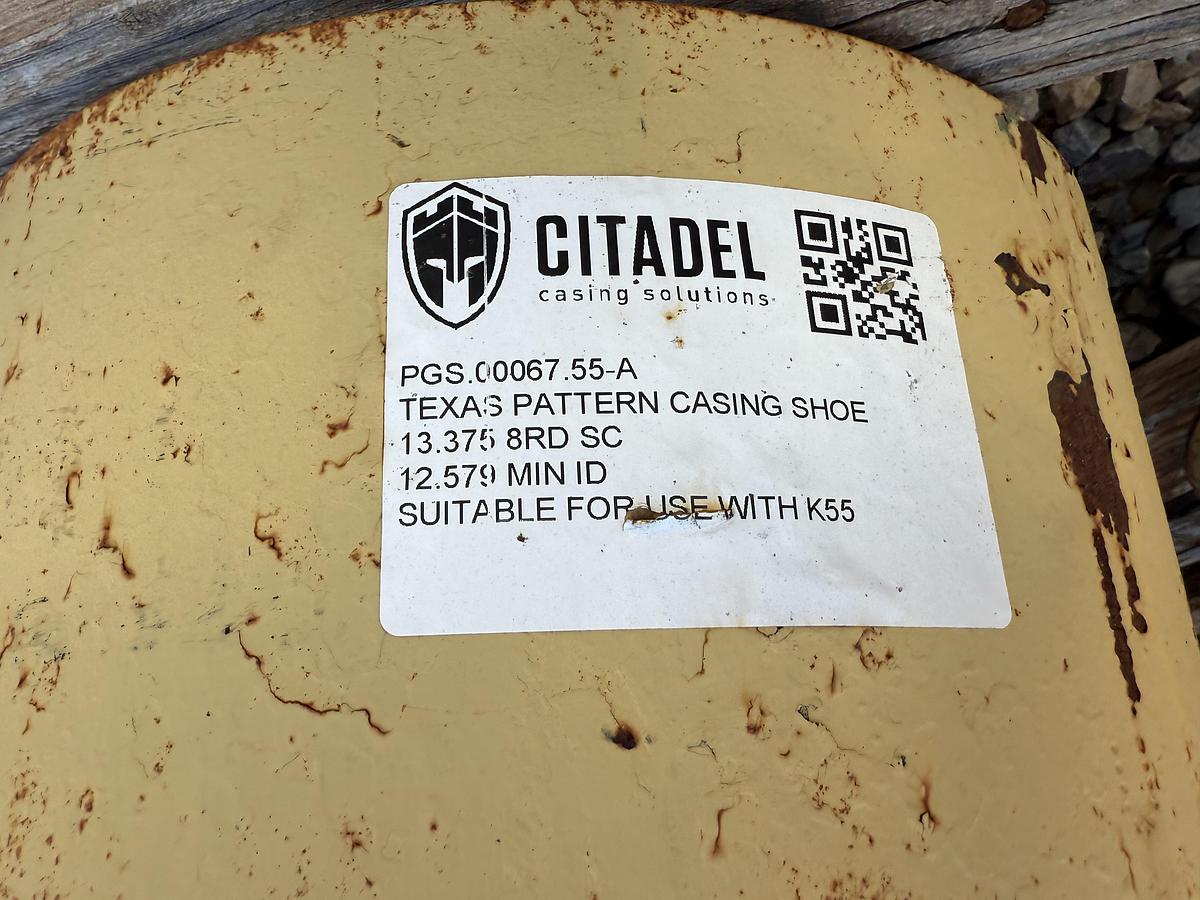 CITADEL
casing solutions
PGS.00067.55-A
TEXAS PATTERN CASING SHOE
13.375 8RD SC
12.579 MIN ID
SUITABLE FOR USE WITH K55